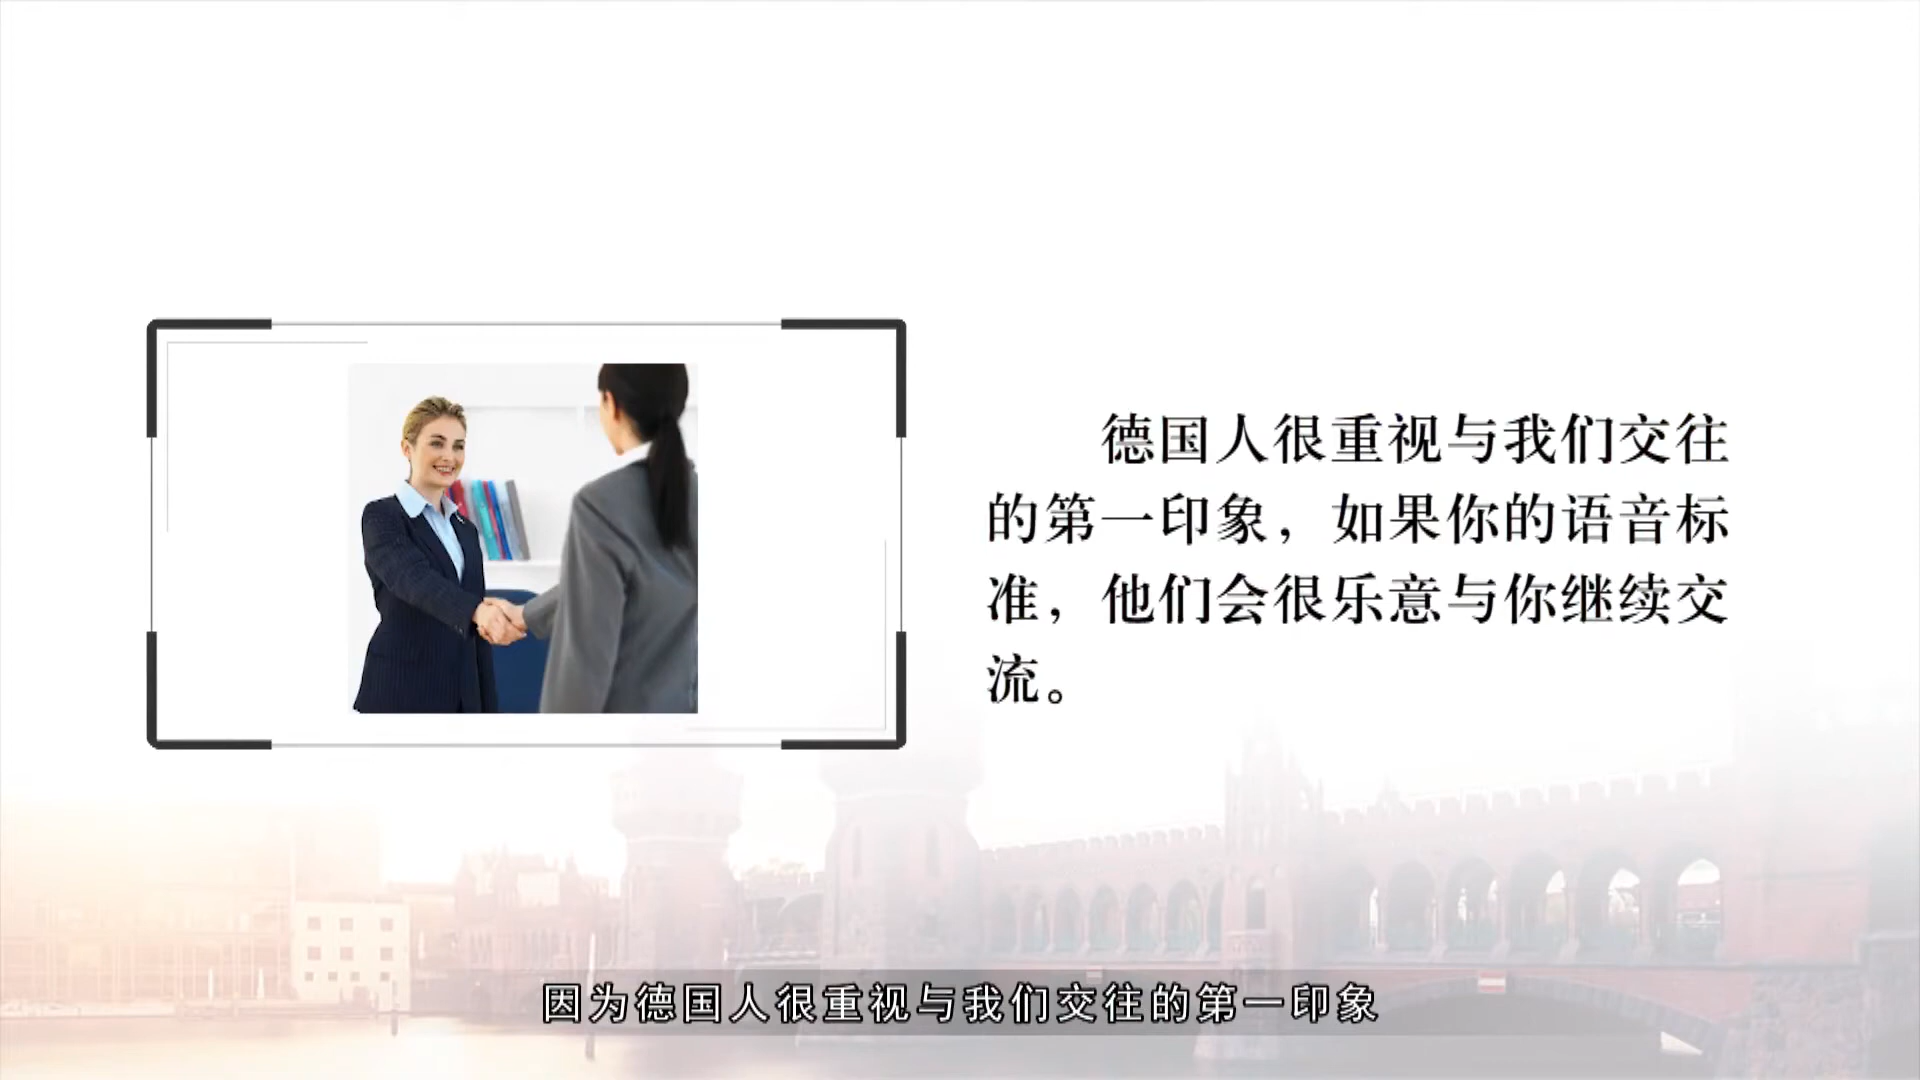 德国人很重视与我们交往
的第一印象，如果你的语音标
准，他们会很乐意与你继续交
流。
因为德国人很重视与我们交往的第一印象